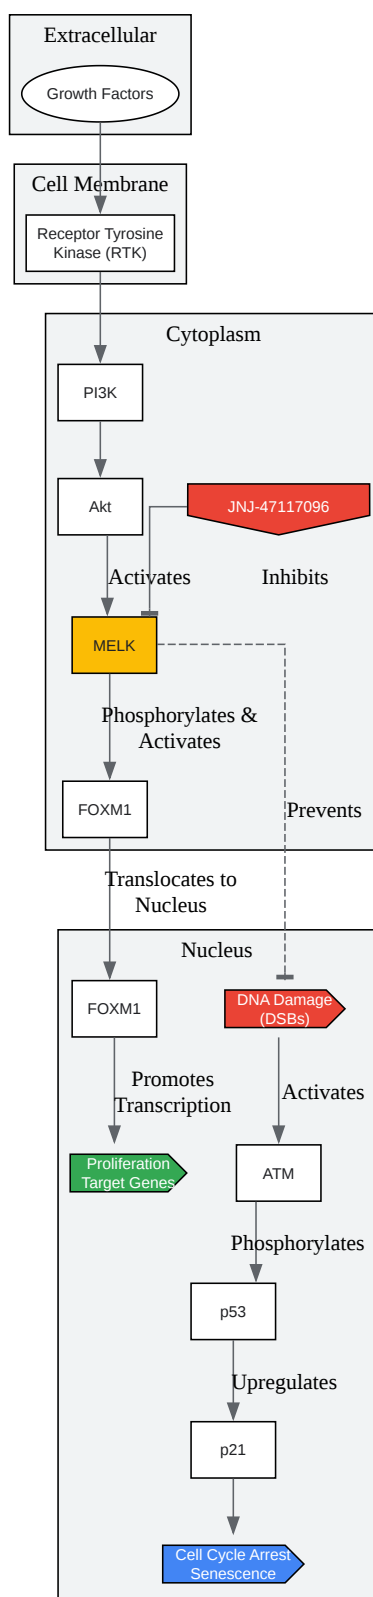 Extracellular
Growth Factors
Cell Membrane
Receptor Tyrosine
Kinase (RTK)
Cytoplasm
PI3K
Akt
JNJ-47117096
Activates
Inhibits
MELK
Phosphorylates &
Activates
FOXM1
Prevents
Translocates to
Nucleus
Nucleus
FOXM1
DNA Damage
(DSBs)
Promotes
Transcription
Activates
Proliferation
Target Genes
ATM
Phosphorylates
p53
Upregulates
p21
Cell Cycle Arrest
Senescence